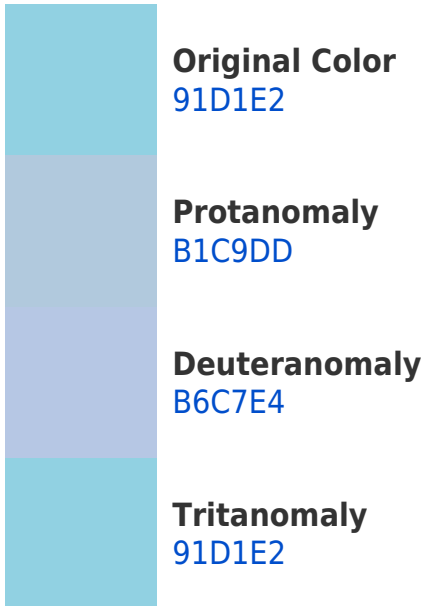 Original Color
91D1E2
Protanomaly
B1C9DD
Deuteranomaly
B6C7E4
Tritanomaly
91D1E2